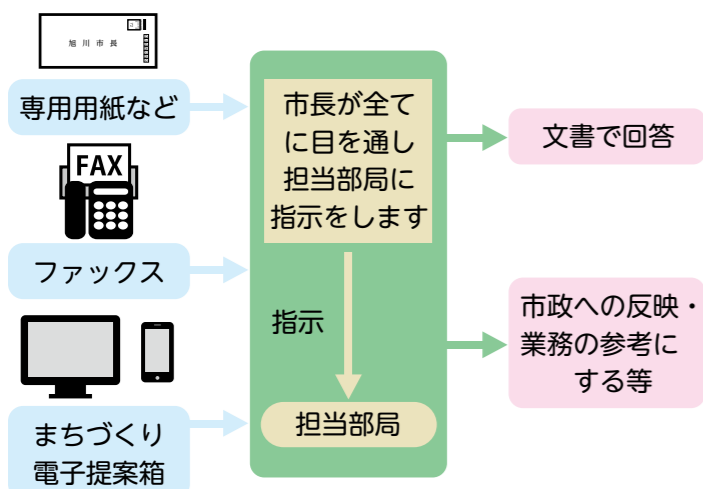 旭川市長
専用用紙など
FAX
ファックス
まちづくり
電子提案箱
市長が全て
に目を通し
担当部局に
指示をします
指示
担当部局
文書で回答
市政への反映・
業務の参考に
する等